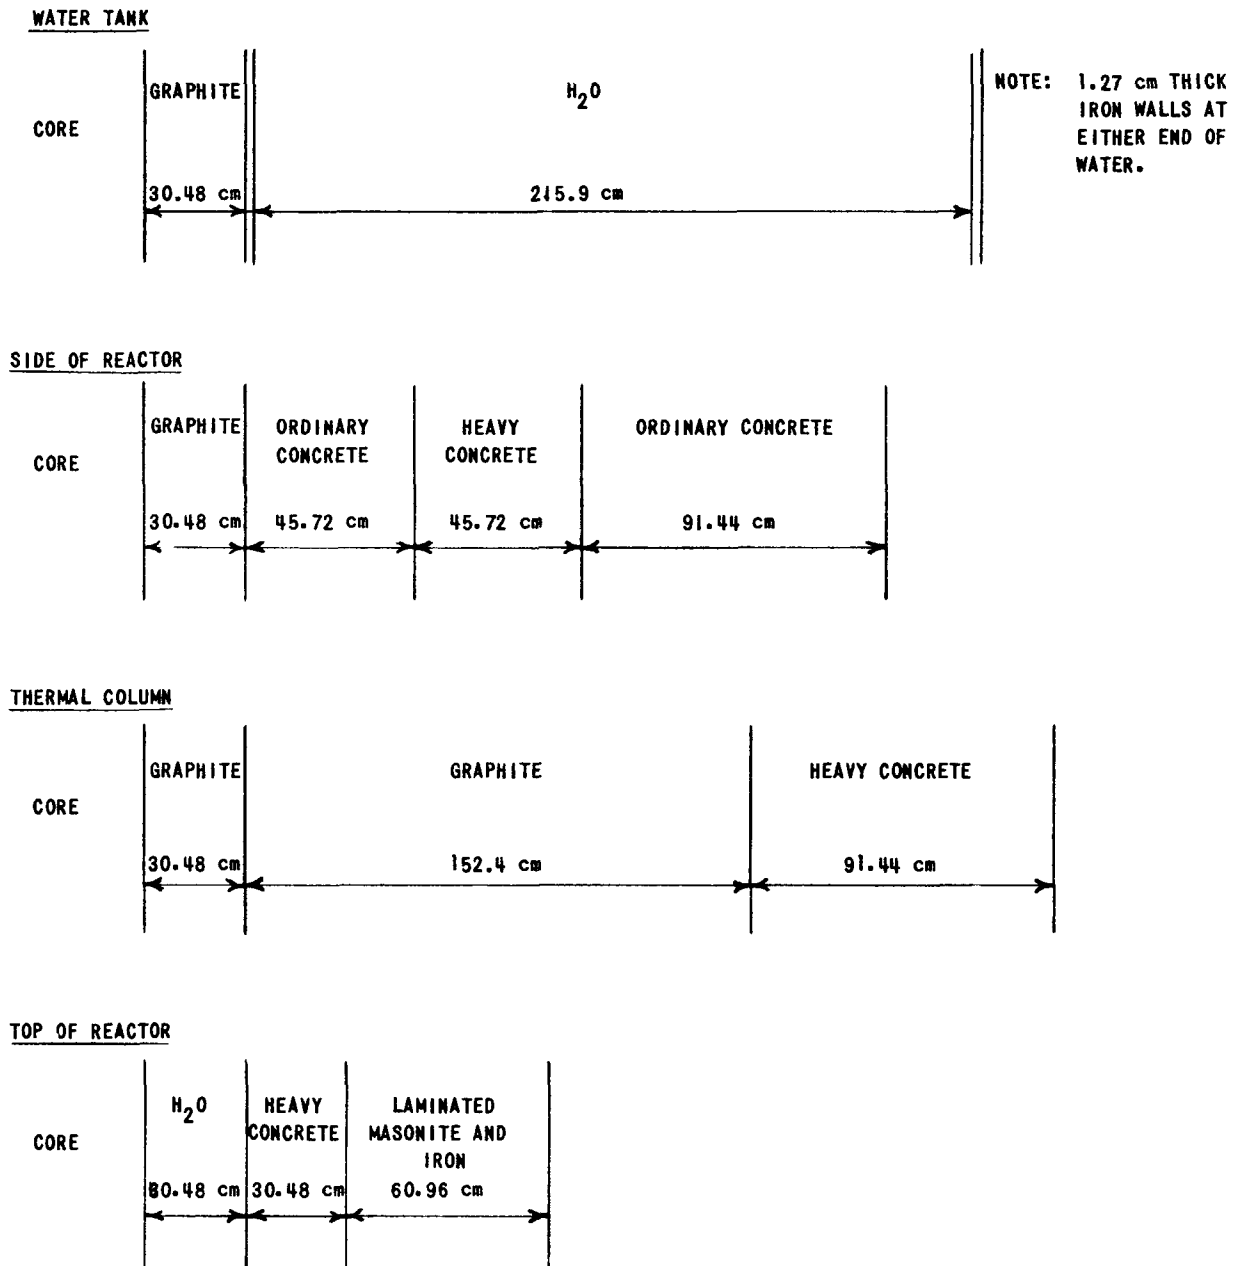 WATER TANK
GRAPHITE
H₂O
NOTE: 1.27 cm THICK
IRON WALLS AT
EITHER END OF
WATER.
CORE
30.48 cm
215.9 cm
SIDE OF REACTOR
GRAPHITE ORDINARY HEAVY ORDINARY CONCRETE
CONCRETE CONCRETE
CORE
30.48 cm 45.72 cm 45.72 cm 91.44 cm
THERMAL COLUMN
GRAPHITE GRAPHITE HEAVY CONCRETE
CORE
30.48 cm 152.4 cm 91.44 cm
TOP OF REACTOR
H₂O HEAVY LAMINATED
CONCRETE MASONITE AND
CORE IRON
30.48 cm 30.48 cm 60.96 cm